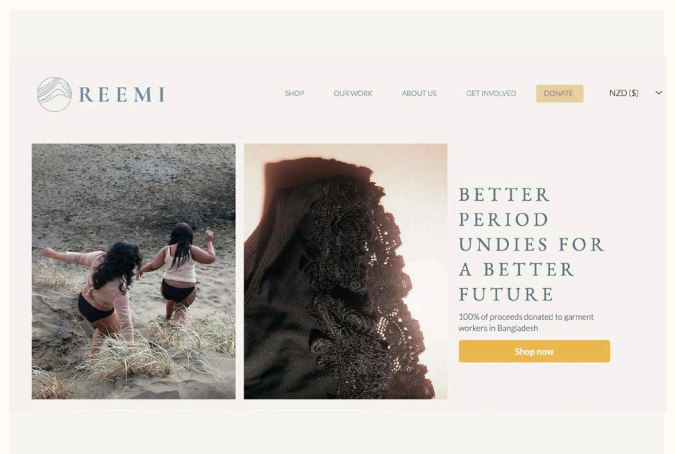 REEMI
SHOP OUR WORK ABOUT US GET INVOLVED DONATE NZD ($)
BETTER
PERIOD
UNDIES FOR
A BETTER
FUTURE
100% of proceeds donated to garment
workers in Bangladesh
Shop now